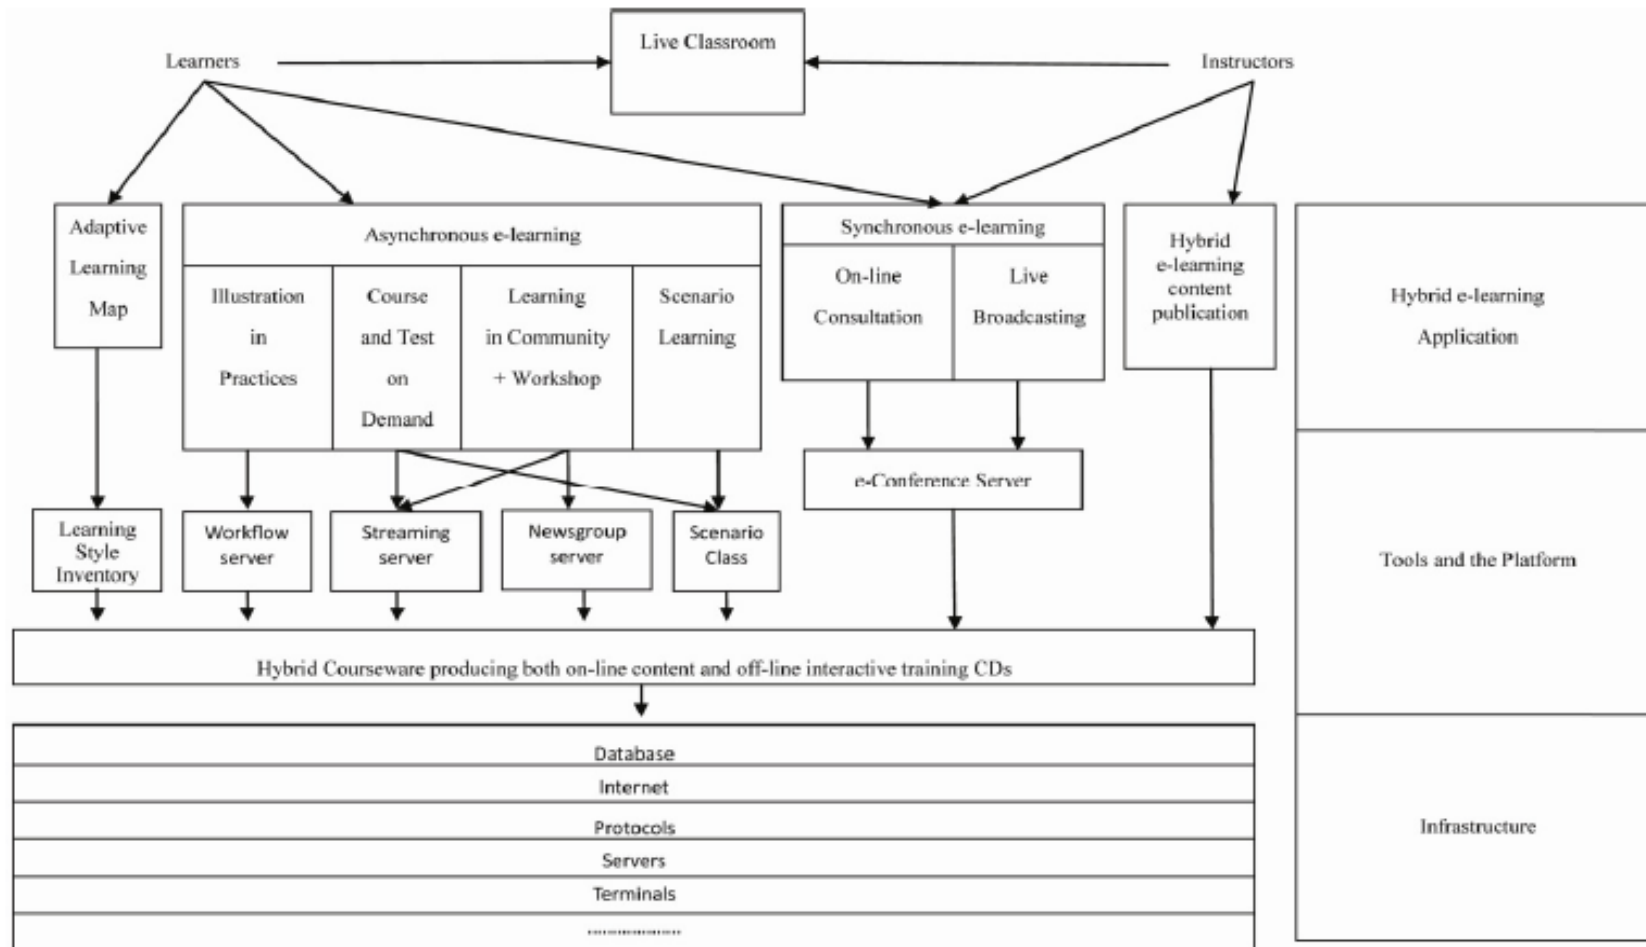 Live Classroom
Learners
Instructors
Adaptive
Learning
Map
Asynchronous e-learning
Illustration
in
Practices
Course
and Test
on
Demand
Learning
in Community
+ Workshop
Scenario
Learning
Synchronous e-learning
On-line
Consultation
Live
Broadcasting
Hybrid
e-learning
content
publication
Hybrid e-learning
Application
e-Conference Server
Learning
Style
Inventory
Workflow
server
Streaming
server
Newsgroup
server
Scenario
Class
Tools and the Platform
Hybrid Courseware producing both on-line content and off-line interactive training CDs
Database
Internet
Protocols
Servers
Terminals
...................
Infrastructure